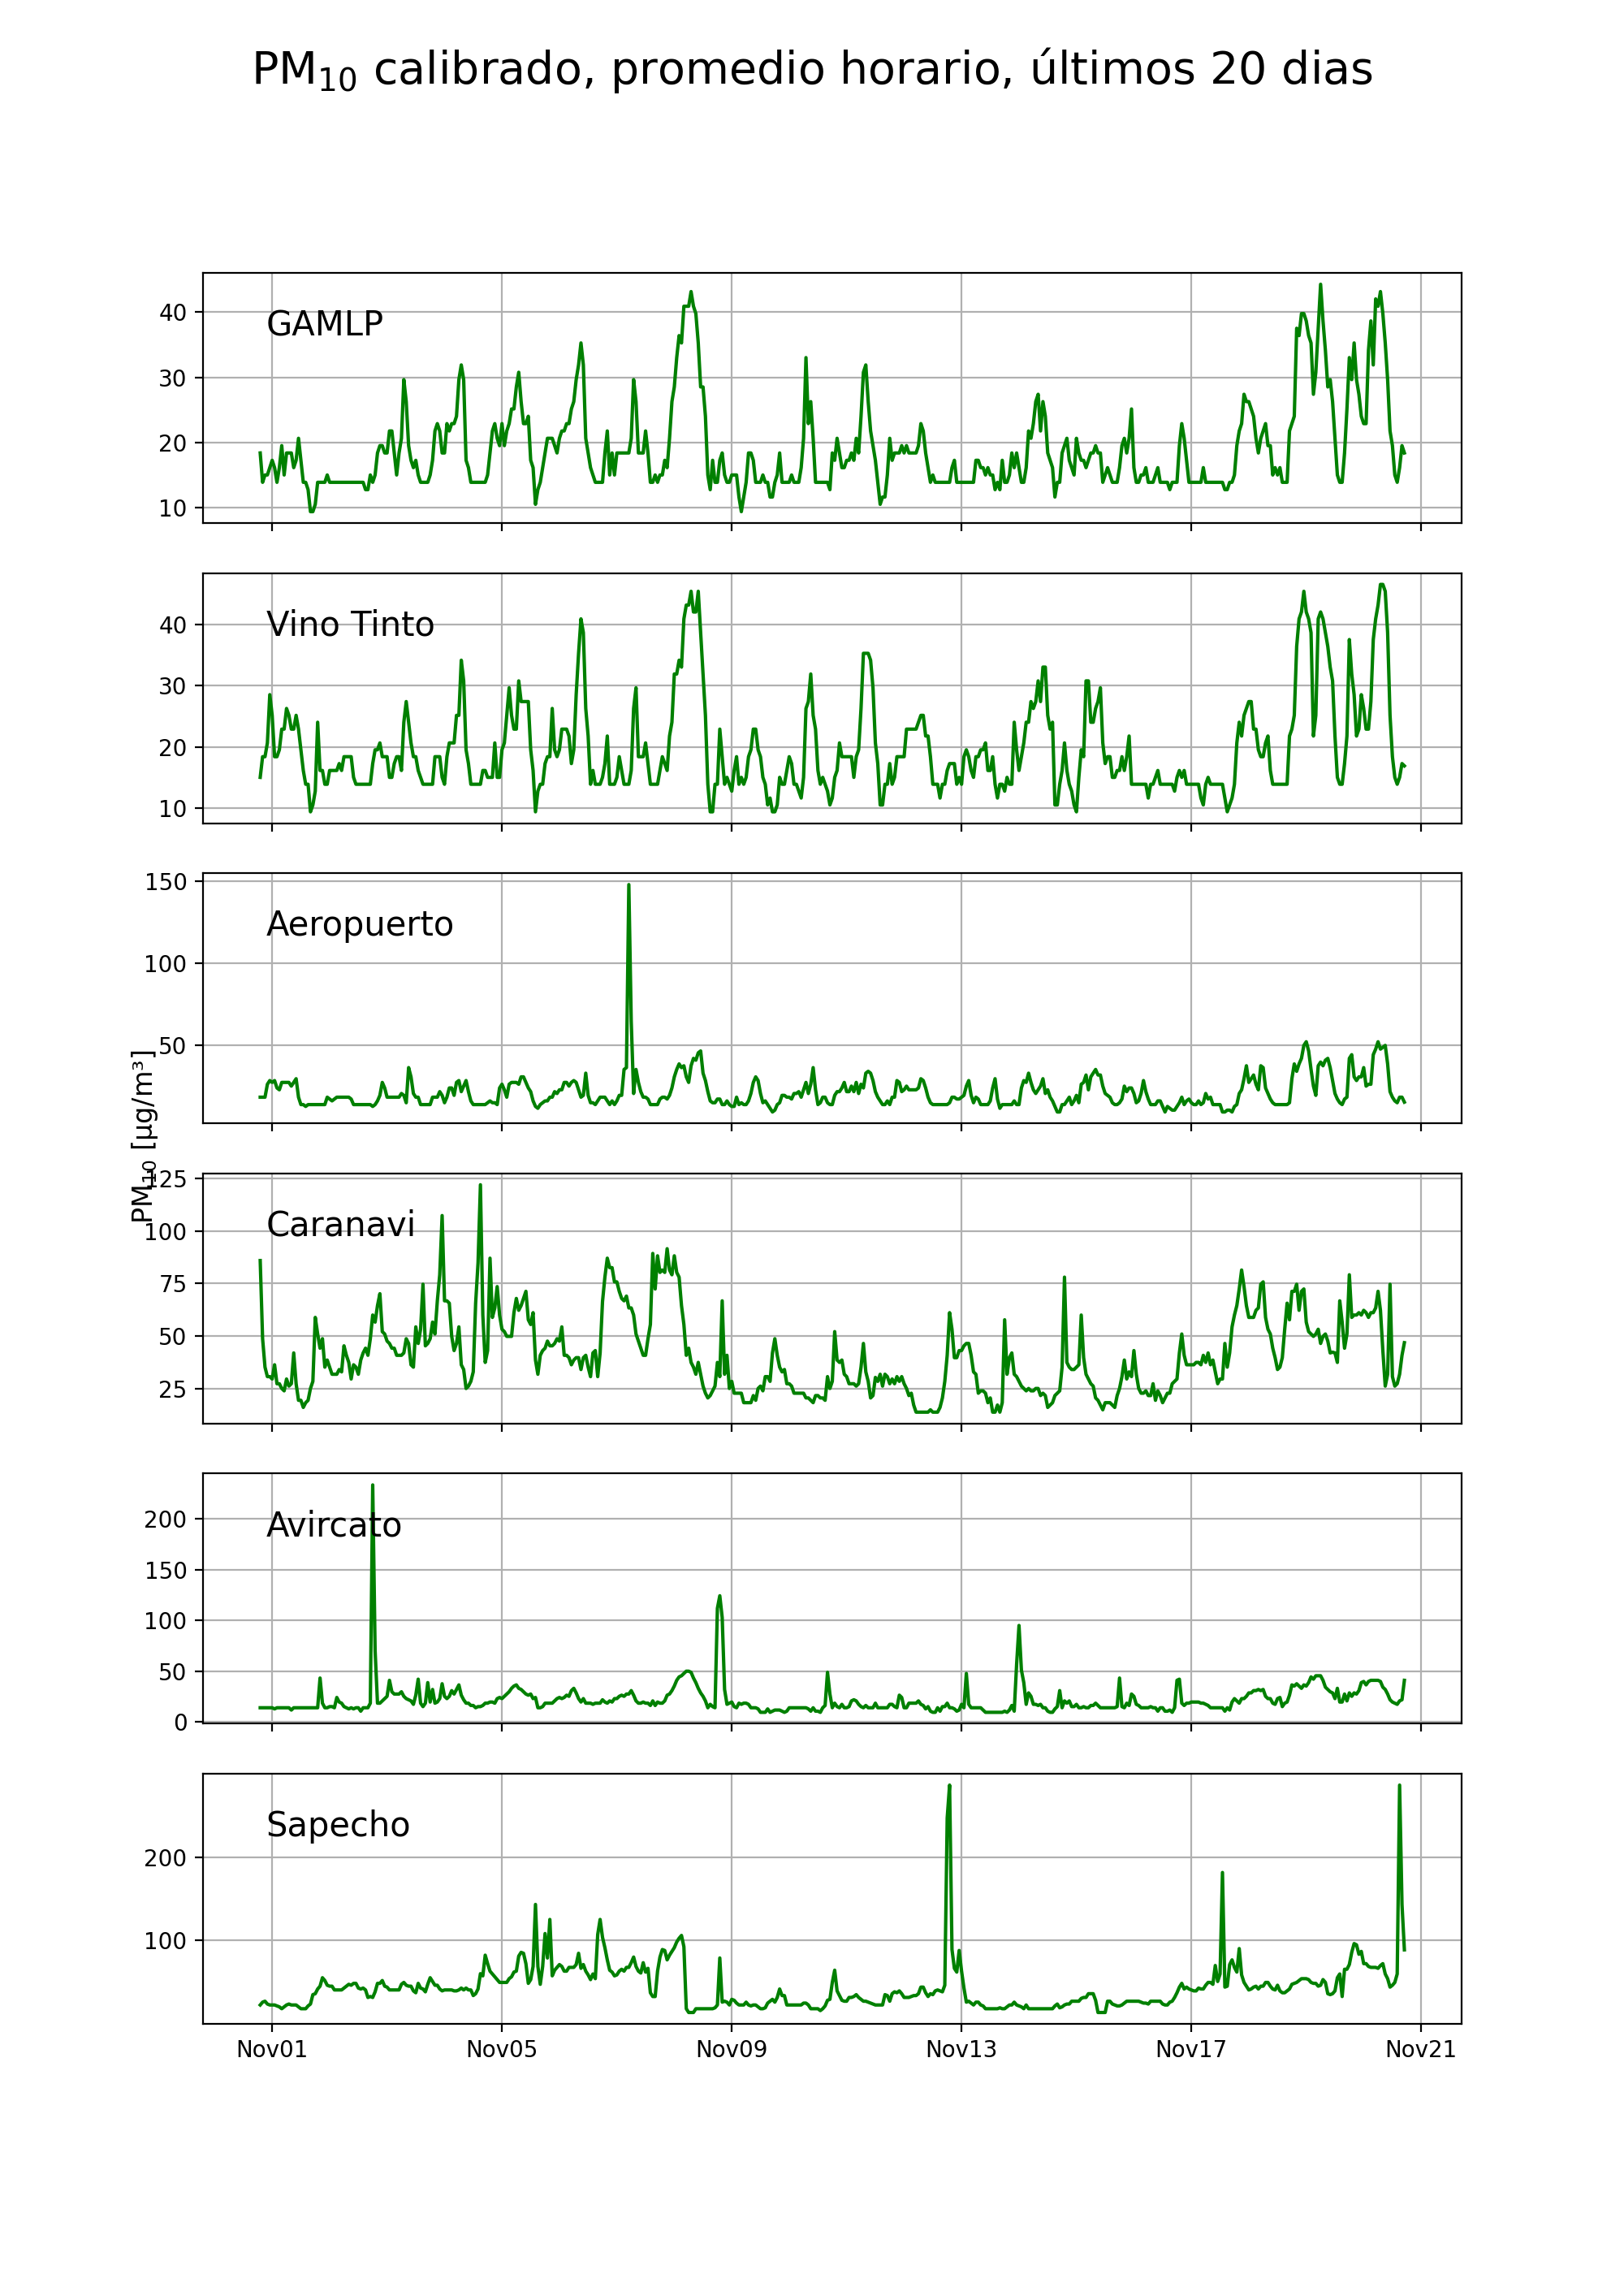 PM₁₀ calibrado, promedio horario, últimos 20 dias
40
30
20
10
GAMLP
40
30
20
10
Vino Tinto
150
100
50
Aeropuerto
PM₁₀ [µg/m³]
125
100
75
50
25
Caranavi
200
150
100
50
0
Avircato
200
100
Sapecho
Nov01 Nov05 Nov09 Nov13 Nov17 Nov21